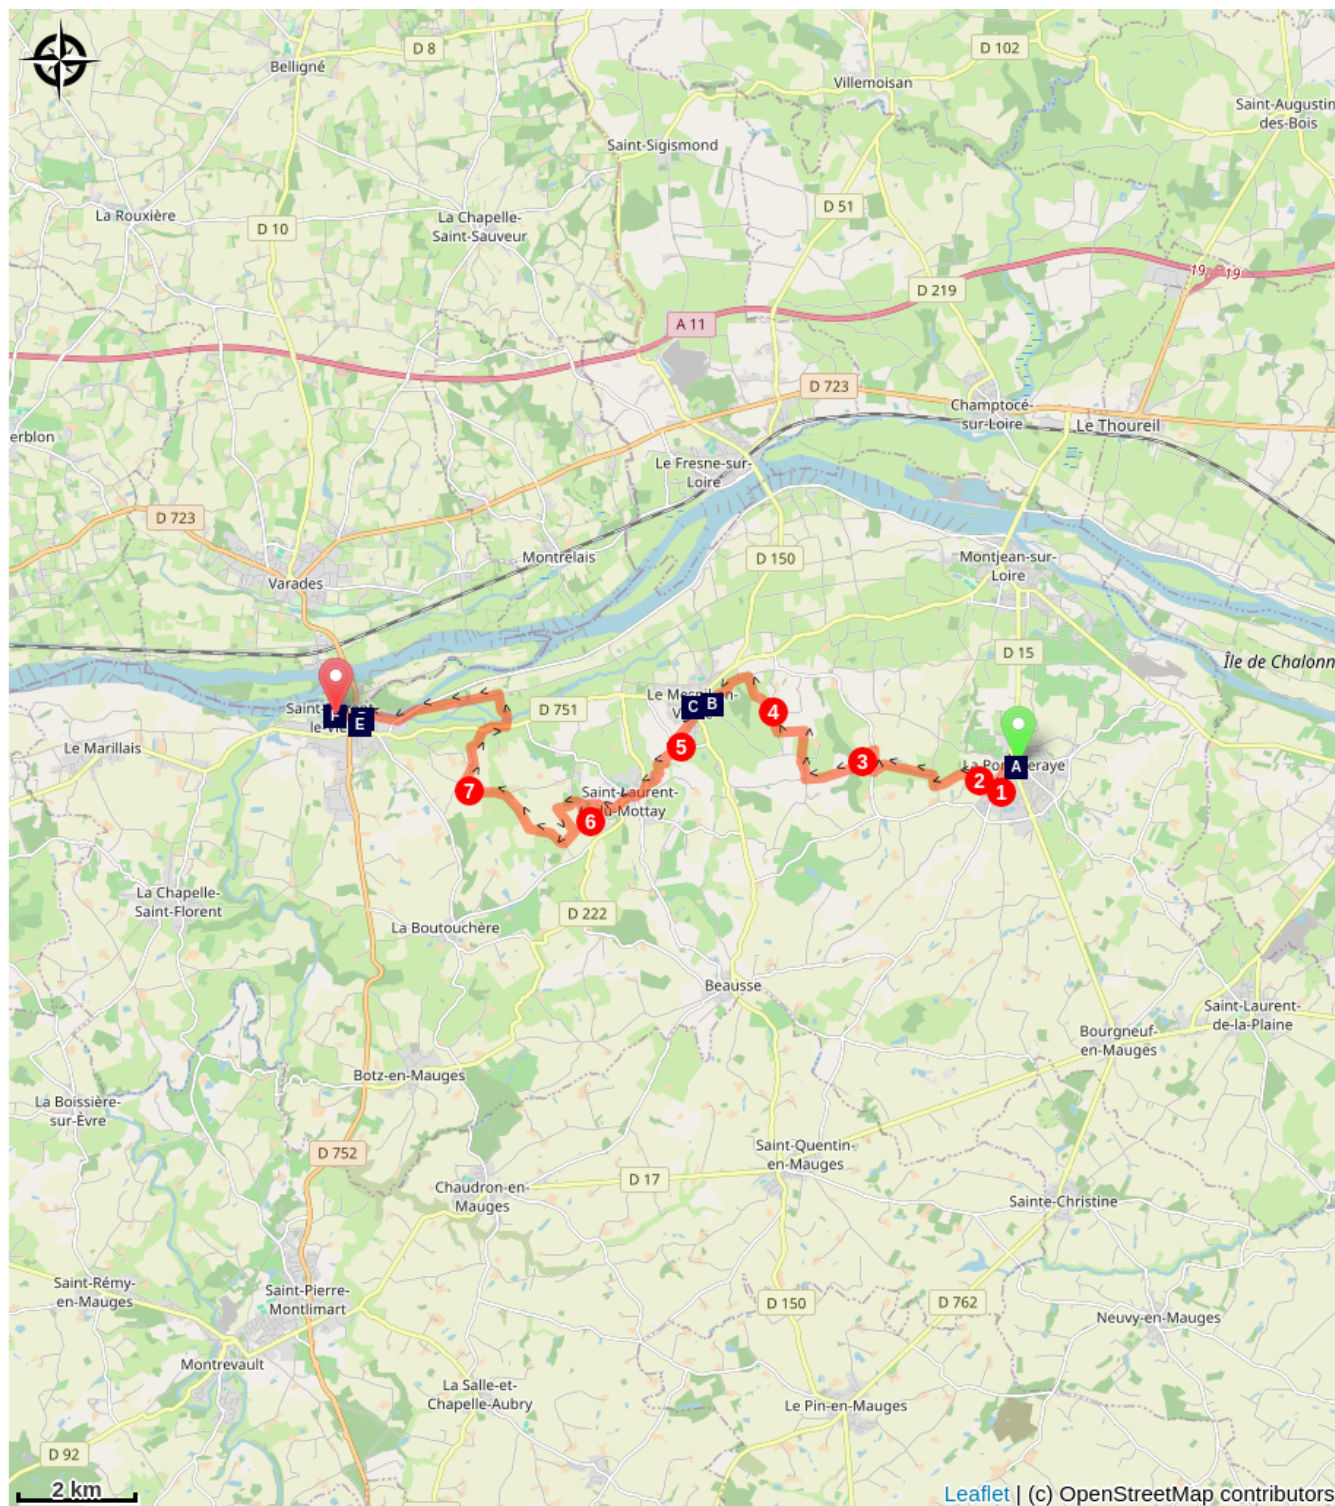 D 8
D 102
Belligné
Villemoisan
Saint-Augustin
des-Bois
Saint-Sigismond
La Rouxière
La Chapelle-
Saint-Sauveur
D 51
D 10
19
19
D 219
A 11
D 723
Champtocé-
sur-Loire
Le Thoureil
erblon
Le Fresne-sur-
Loire
D 723
Montrelais
D 150
Montjean-sur-
Loire
Varades
D 15
Île de Chalonn
Le Mesnil-en-
C
B
D 751
4
E
Le Marillais
5
3
A
2
1
7
Saint-Laurent-
du-Mottay
6
La Chapelle-
Saint-Florent
D 222
La Boutouchère
Beausse
Saint-Laurent-
de-la-Plaine
Bourgneuf-
en-Mauges
Botz-en-Mauges
La Boissière-
sur-Èvre
D 752
Saint-Quentin-
en-Mauges
D 17
Chaudron-en-
Mauges
Sainte-Christine
Saint-Rémy-
en-Mauges
Saint-Pierre-
Montlimart
D 150
D 762
Neuvy-en-Mauges
Montrevault
La Salle-et-
Chapelle-Aubry
Le Pin-en-Mauges
D 92
2 km
Leaflet | (c) OpenStreetMap contributors